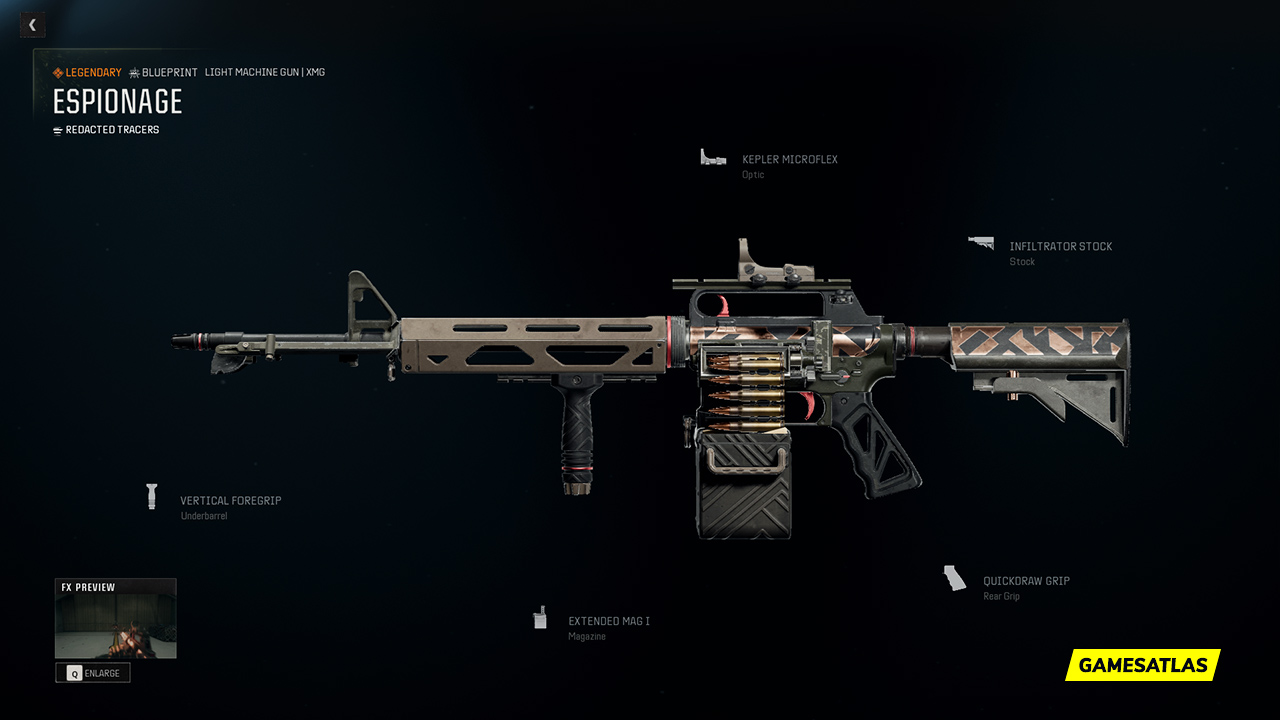 LEGENDARY BLUEPRINT LIGHT MACHINE GUN | XMG
ESPIONAGE
REDACTED TRACERS
KEPLER MICROFLEX
Optic
INFILTRATOR STOCK
Stock
VERTICAL FOREGRIP
Underbarrel
FX PREVIEW
Q ENLARGE
EXTENDED MAG I
Magazine
QUICKDRAW GRIP
Rear Grip
GAMESATLAS